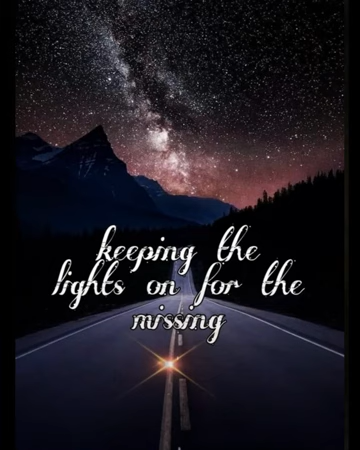 keeping the
lights on for the
missing